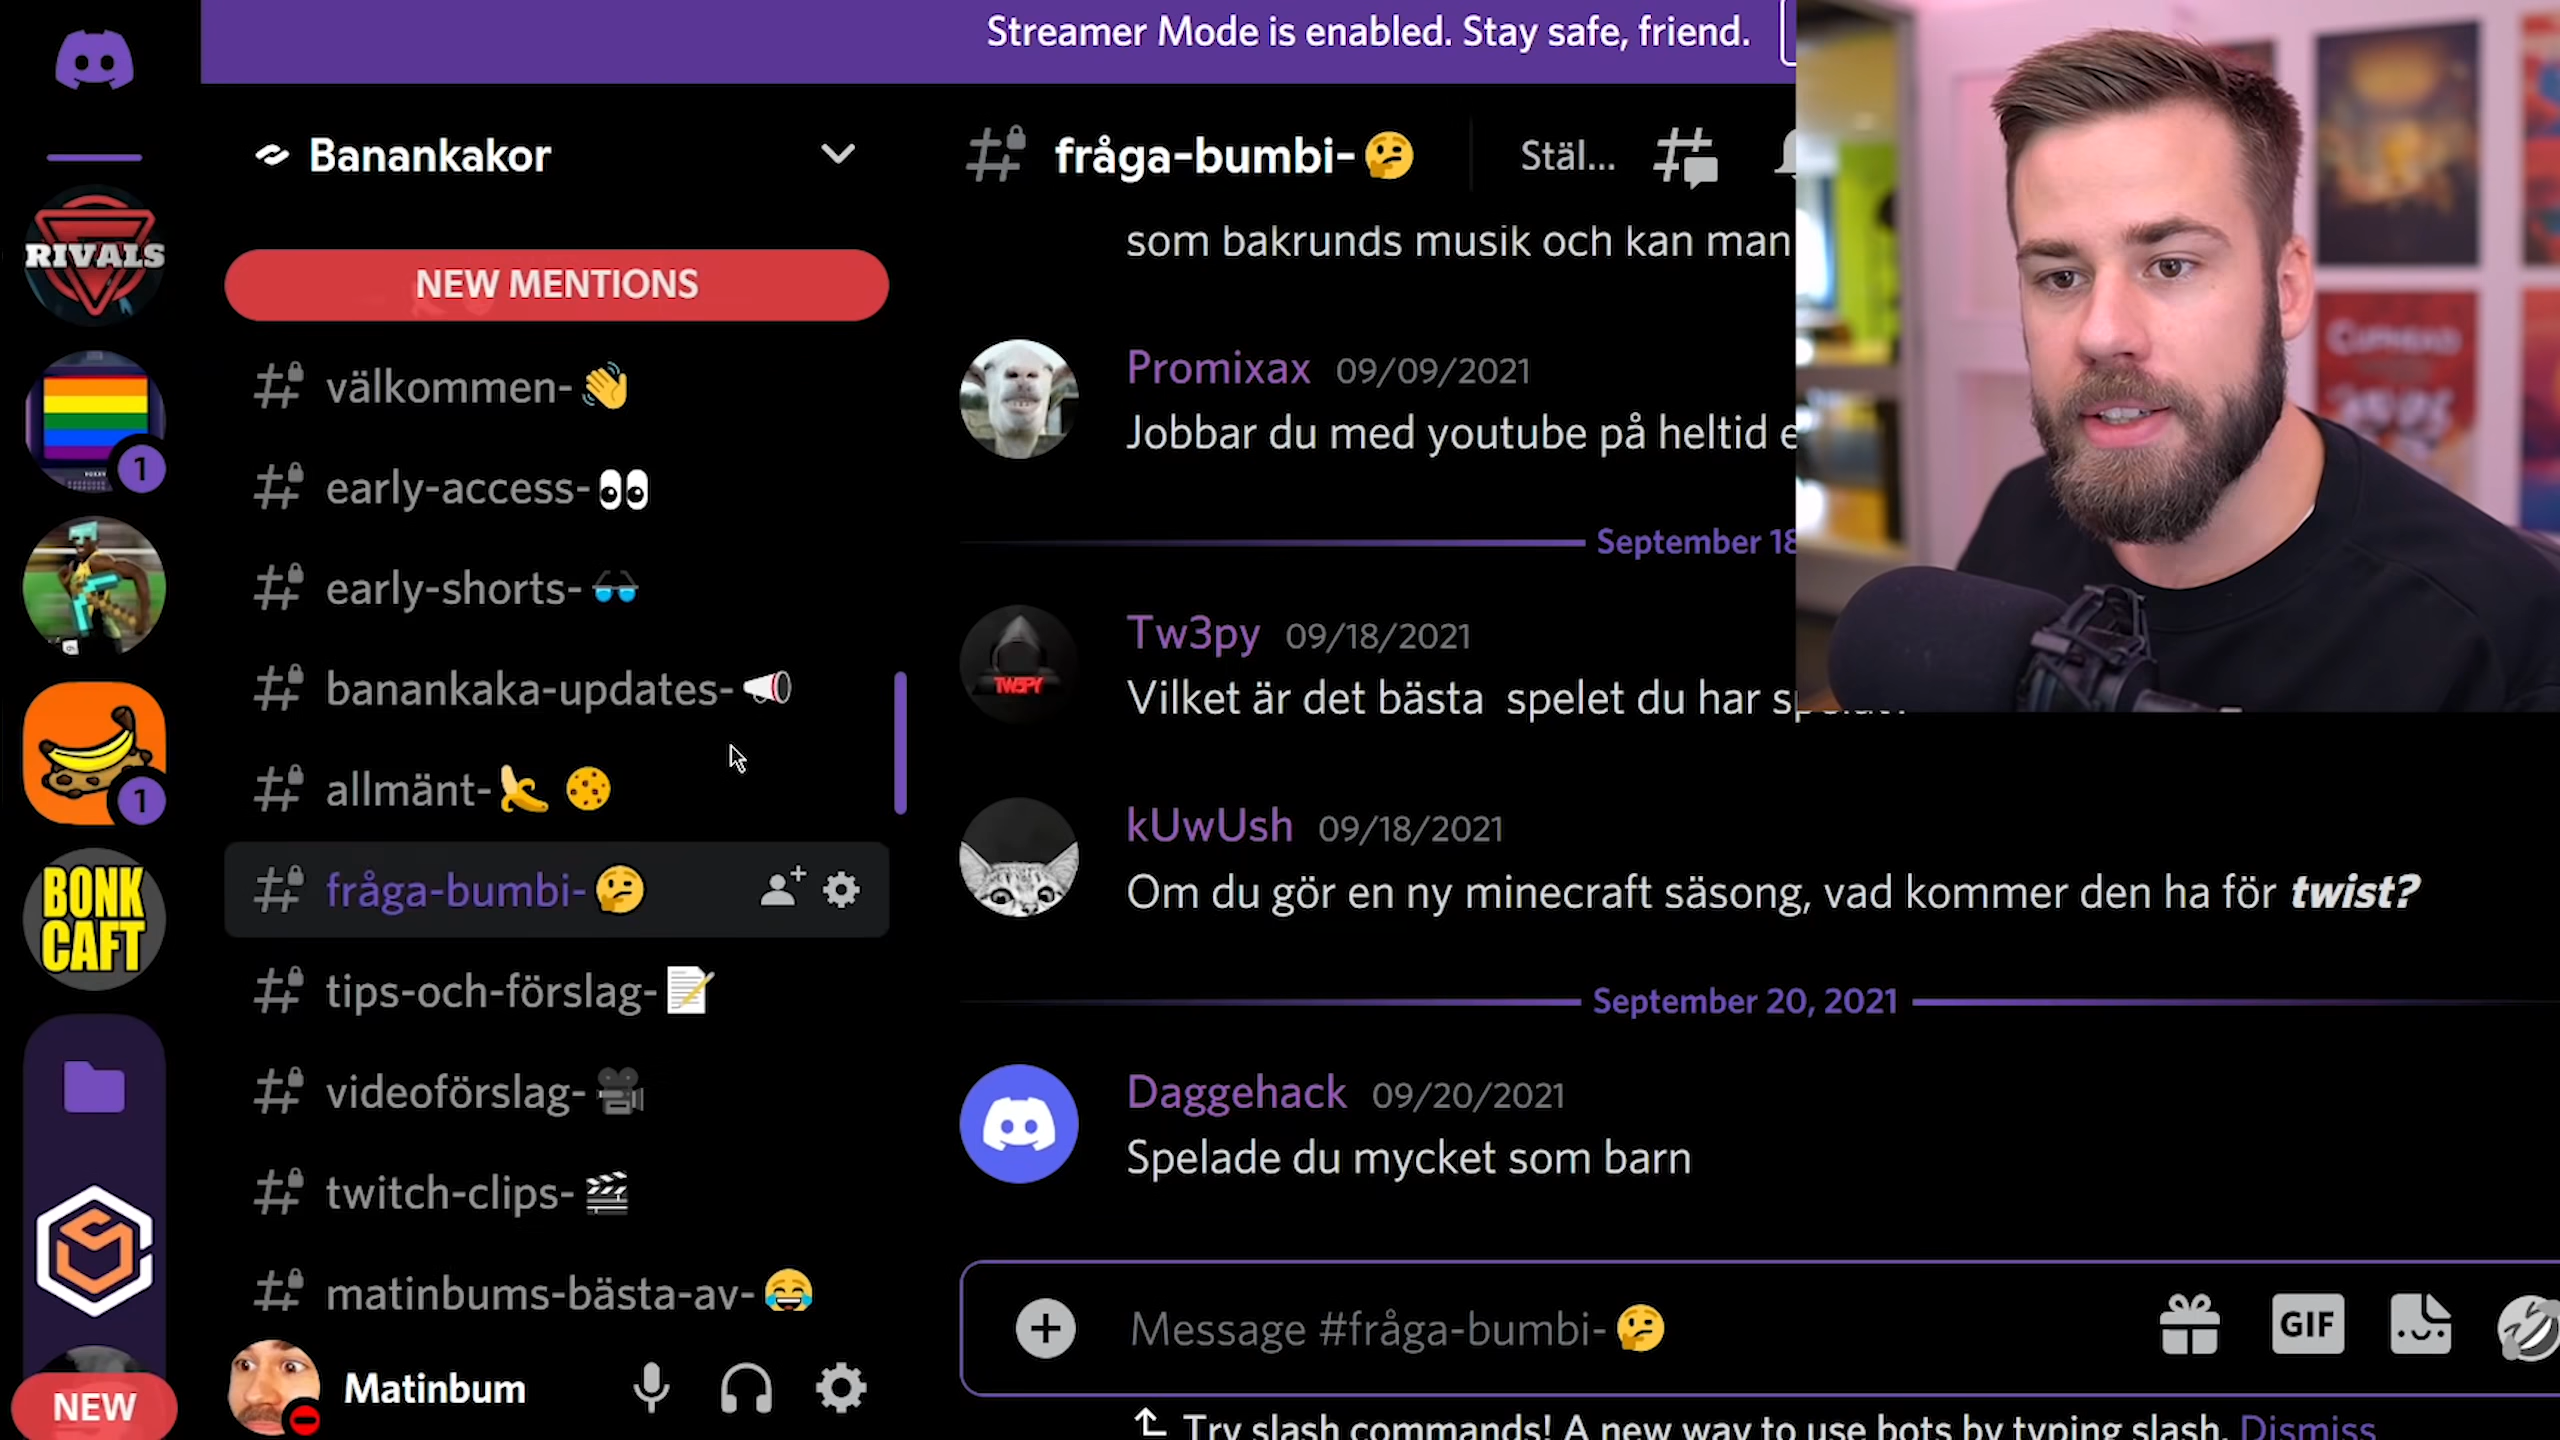 Streamer Mode is enabled. Stay safe, friend.
Banankakor
fråga-bumbi-
Stäl...
RIVALS
NEW MENTIONS
välkommen-
early-access-
early-shorts-
banankaka-updates-
allmänt-
fråga-bumbi-
tips-och-förslag-
videoförslag-
twitch-clips-
matinbums-bästa-av-
1
1
BONK
CAFT
NEW
Matinbum
som bakrunds musik och kan man
Promixax 09/09/2021
Jobbar du med youtube på heltid
September 18
Tw3py 09/18/2021
TW3PY
Vilket är det bästa spelet du har
kUwUsh 09/18/2021
Om du gör en ny minecraft säsong, vad kommer den ha för twist?
September 20, 2021
Daggehack 09/20/2021
Spelade du mycket som barn
Message #fråga-bumbi-
GIF
Try slash commands! A new way to use bots by typing slash. Dismiss
CUPHEAD